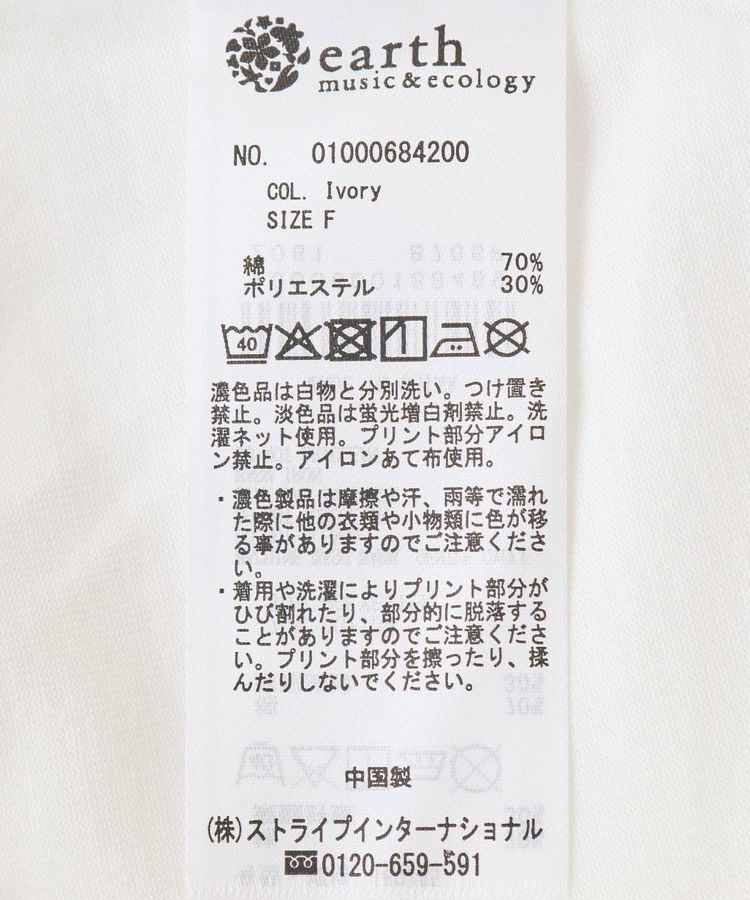 earth
music&ecology
NO. 01000684200
COL. Ivory
SIZE F
綿 70%
ポリエステル 30%
40
濃色品は白物と分別洗い。つけ置き
禁止。淡色品は蛍光増白剤禁止。洗
濯ネット使用。プリント部分アイロ
ン禁止。アイロンあて布使用。
・濃色製品は摩擦や汗、雨等で濡れ
た際に他の衣類や小物類に色が移
る事がありますのでご注意くださ
い。
・着用や洗濯によりプリント部分が
ひび割れたり、部分的に脱落する
ことがありますのでご注意くださ
い。プリント部分を擦ったり、揉
んだりしないでください。
中国製
(株)ストライプインターナショナル
0120-659-591